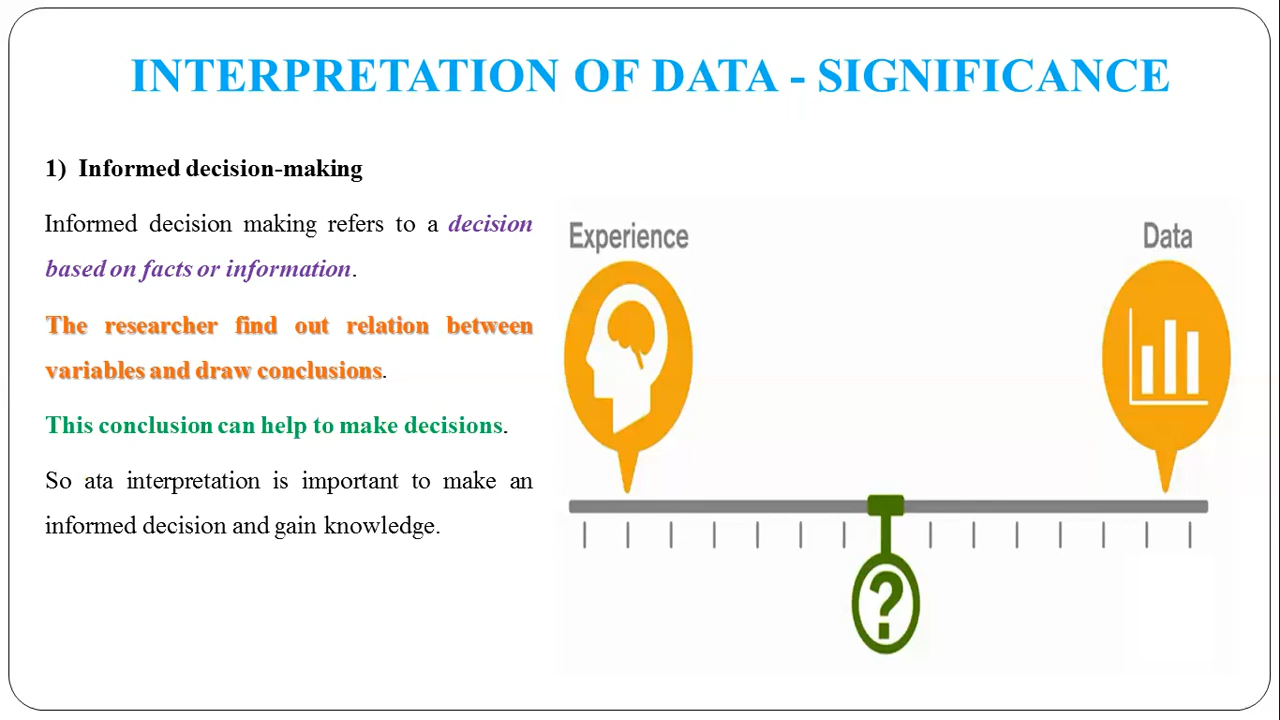 INTERPRETATION OF DATA - SIGNIFICANCE
1) Informed decision-making
Informed decision making refers to a decision
based on facts or information.
The researcher find out relation between
variables and draw conclusions.
This conclusion can help to make decisions.
So ata interpretation is important to make an
informed decision and gain knowledge.
Experience
Data
?